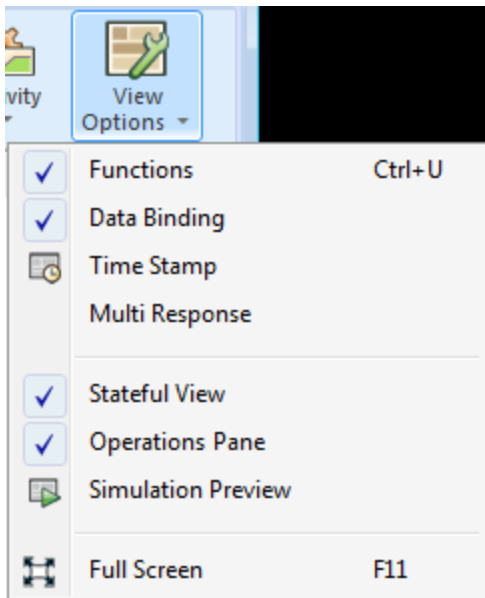 View
Options
Functions Ctrl+U
Data Binding
Time Stamp
Multi Response
Stateful View
Operations Pane
Simulation Preview
Full Screen F11